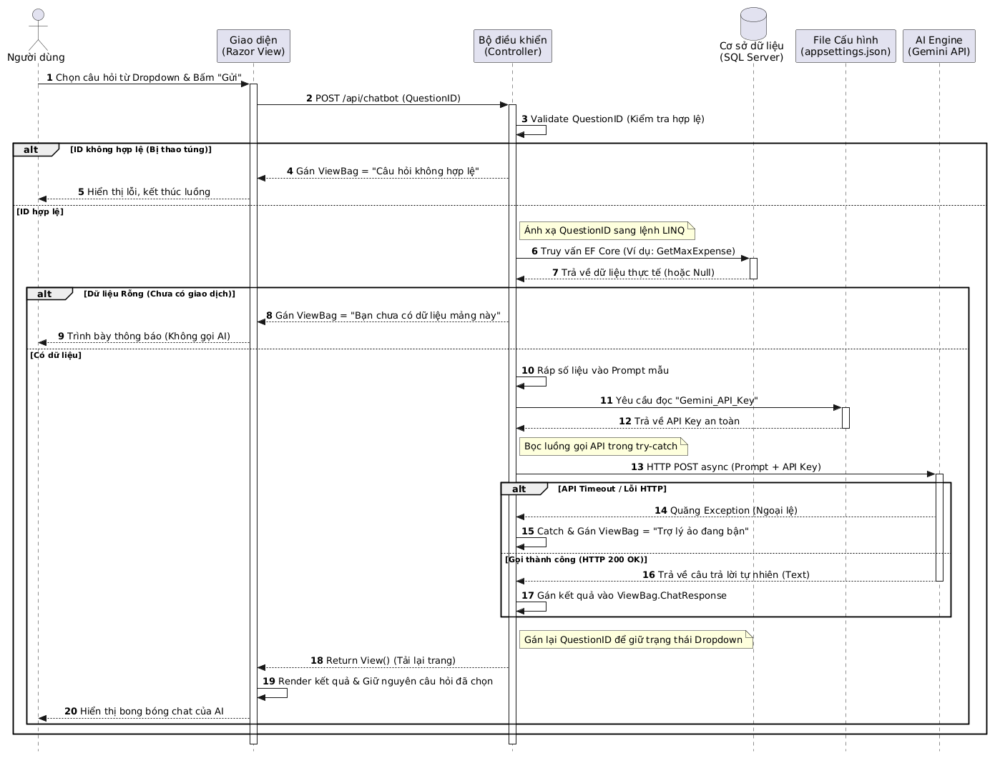 Người dùng
Giao diện
(Razor View)
Bộ điều khiển
(Controller)
Cơ sở dữ liệu
(SQL Server)
File Cấu hình
(appsettings.json)
AI Engine
(Gemini API)
1 Chọn câu hỏi từ Dropdown & Bấm "Gửi"
2 POST /api/chatbot (QuestionID)
3 Validate QuestionID (Kiểm tra hợp lệ)
alt [ID không hợp lệ (Bị thao túng)]
4 Gán ViewBag = "Câu hỏi không hợp lệ"
5 Hiển thị lỗi, kết thúc luồng
[ID hợp lệ]
Ánh xạ QuestionID sang lệnh LINQ
6 Truy vấn EF Core (Ví dụ: GetMaxExpense)
7 Trả về dữ liệu thực tế (hoặc Null)
alt [Dữ liệu Rỗng (Chưa có giao dịch)]
8 Gán ViewBag = "Bạn chưa có dữ liệu mảng này"
9 Trình bày thông báo (Không gọi AI)
[Có dữ liệu]
10 Ráp số liệu vào Prompt mẫu
11 Yêu cầu đọc "Gemini_API_Key"
12 Trả về API Key an toàn
Bọc luồng gọi API trong try-catch
13 HTTP POST async (Prompt + API Key)
alt [API Timeout / Lỗi HTTP]
14 Quăng Exception (Ngoại lệ)
15 Catch & Gán ViewBag = "Trợ lý ảo đang bận"
[Gọi thành công (HTTP 200 OK)]
16 Trả về câu trả lời tự nhiên (Text)
17 Gán kết quả vào ViewBag.ChatResponse
Gán lại QuestionID để giữ trạng thái Dropdown
18 Return View() (Tải lại trang)
19 Render kết quả & Giữ nguyên câu hỏi đã chọn
20 Hiển thị bong bóng chat của AI